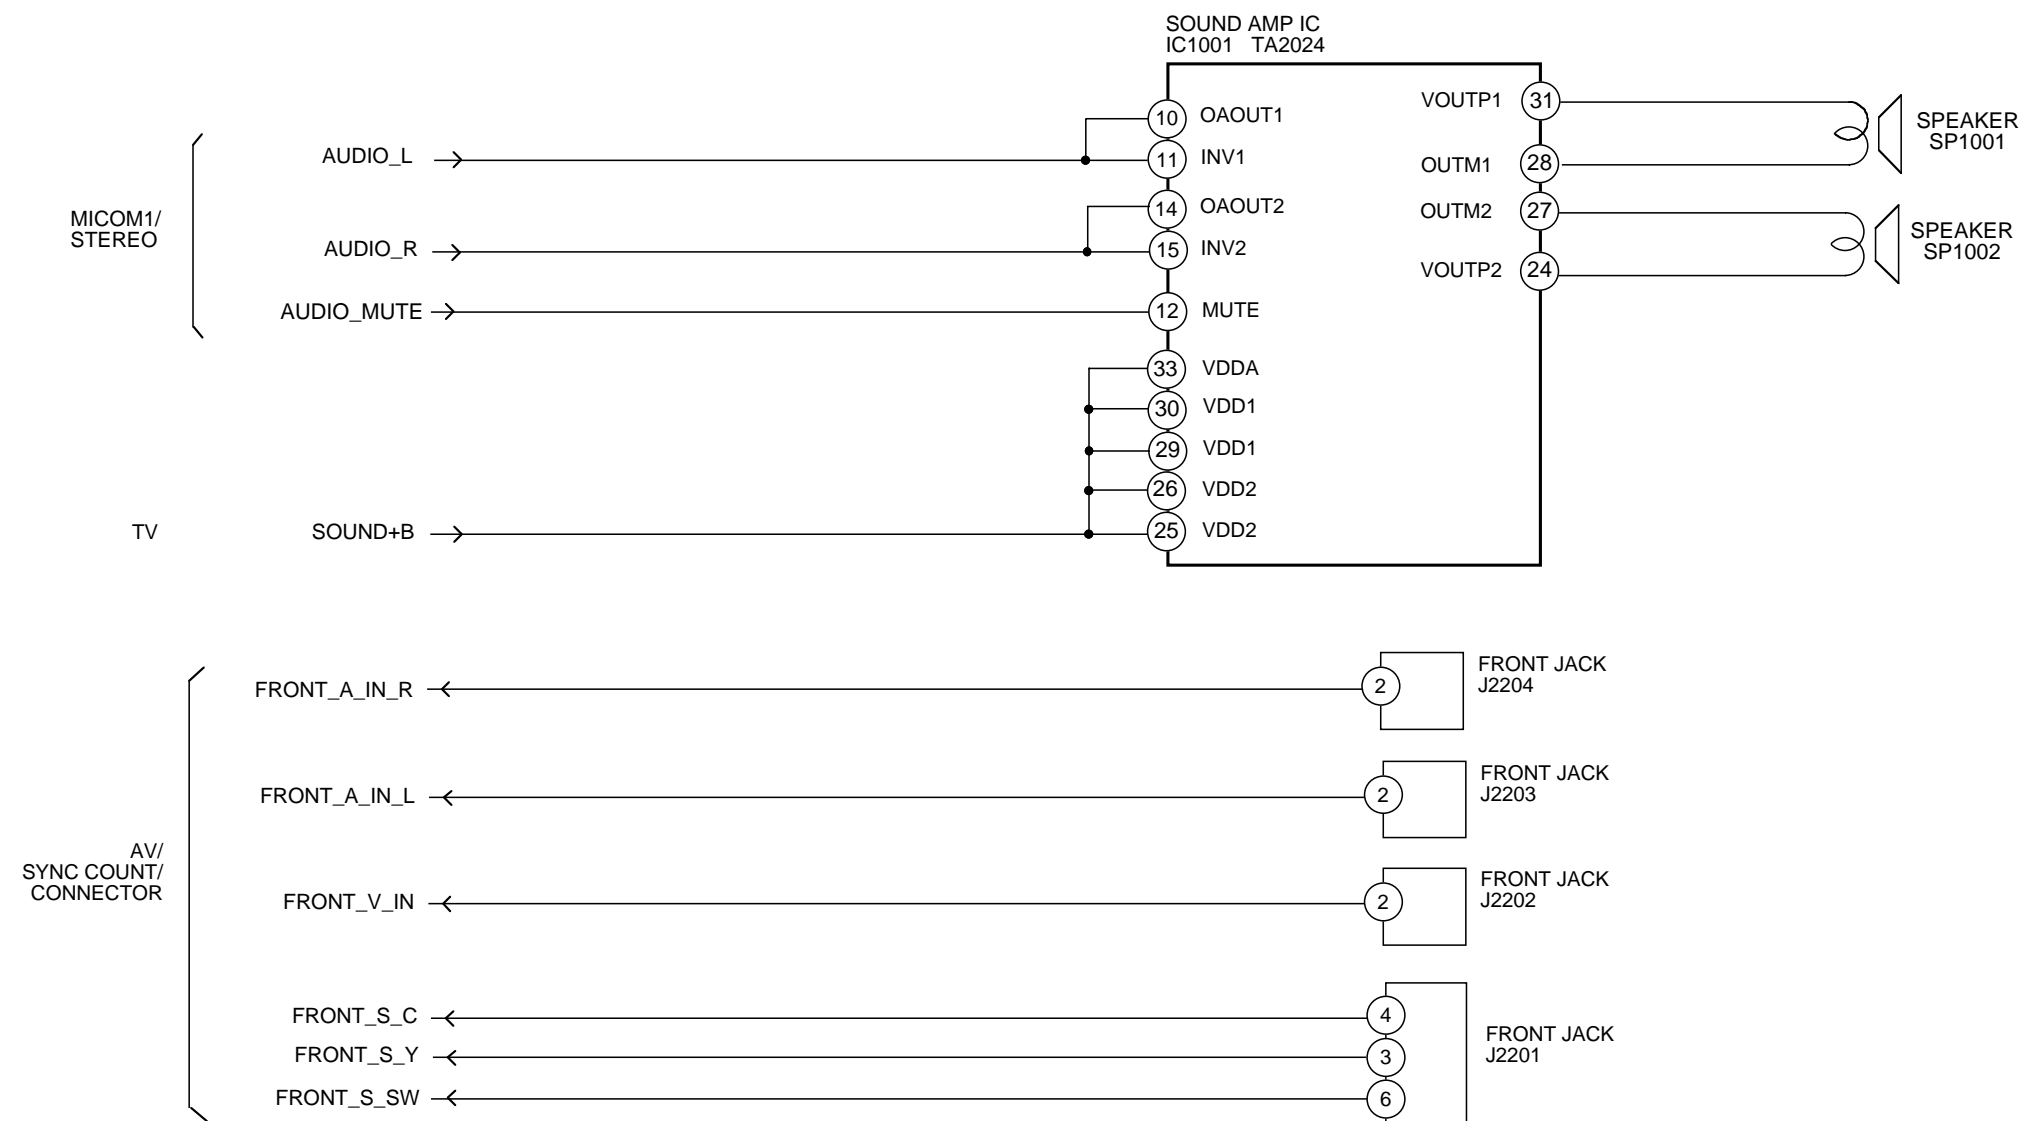 SOUND AMP IC
IC1001 TA2024
MICOM1/
STEREO
AUDIO_L
AUDIO_R
AUDIO_MUTE
10 OAOUT1
11 INV1
14 OAOUT2
15 INV2
12 MUTE
33 VDDA
30 VDD1
29 VDD1
26 VDD2
25 VDD2
VOUTP1 31
OUTM1 28
OUTM2 27
VOUTP2 24
SPEAKER
SP1001
SPEAKER
SP1002
TV
SOUND+B
AV/
SYNC COUNT/
CONNECTOR
FRONT_A_IN_R
2
FRONT JACK
J2204
FRONT_A_IN_L
2
FRONT JACK
J2203
FRONT_V_IN
2
FRONT JACK
J2202
FRONT_S_C
4
FRONT_S_Y
3
FRONT_S_SW
6
FRONT JACK
J2201